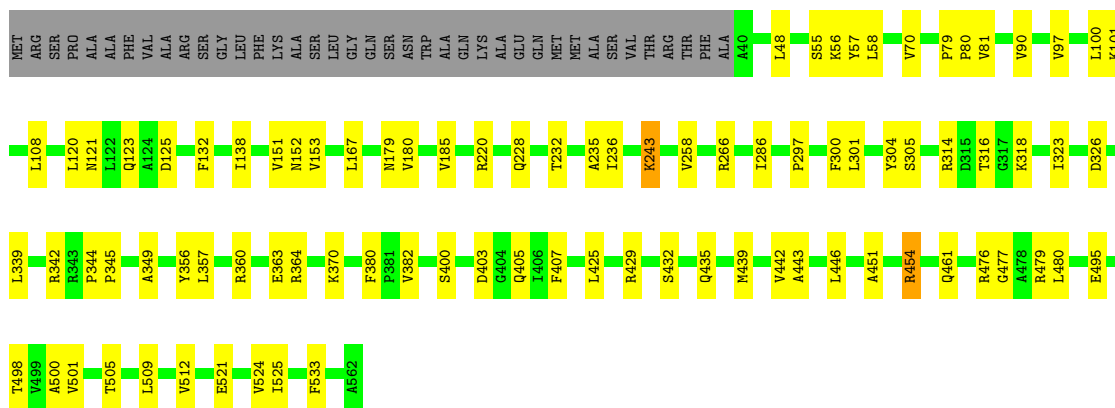 MET ARG SER PRO ALA ALA PHE VAL ALA ARG SER GLY LEU PHE LYS ALA SER LEU GLY GLN SER VAL ASN TRP ALA GLN LYS ALA GLU GLN MET MET ALA SER VAL THR ARG THR PHE ALA A40 L48 S55 K56 Y57 L58 V70 P79 P80 V81 V90 V97 L100 K101
L108 L120 N121 L122 Q123 A124 D125 F132 I138 V151 N152 V153 L167 N179 V180 V185 R220 Q228 T232 A235 I236 K243 V258 R266 I286 P297 F300 L301 Y304 S305 R314 D315 T316 G317 K318 I323 D326
L339 R342 R343 P344 P345 A349 Y356 L357 R360 E363 R364 K370 F380 P381 V382 S400 D403 G404 Q405 I406 F407 L425 R429 S432 Q435 M439 V442 A443 L446 A451 R454 Q461 R476 G477 A478 R479 L480 E495
T498 V499 A500 V501 T505 L509 V512 E521 V524 I525 F533 A562